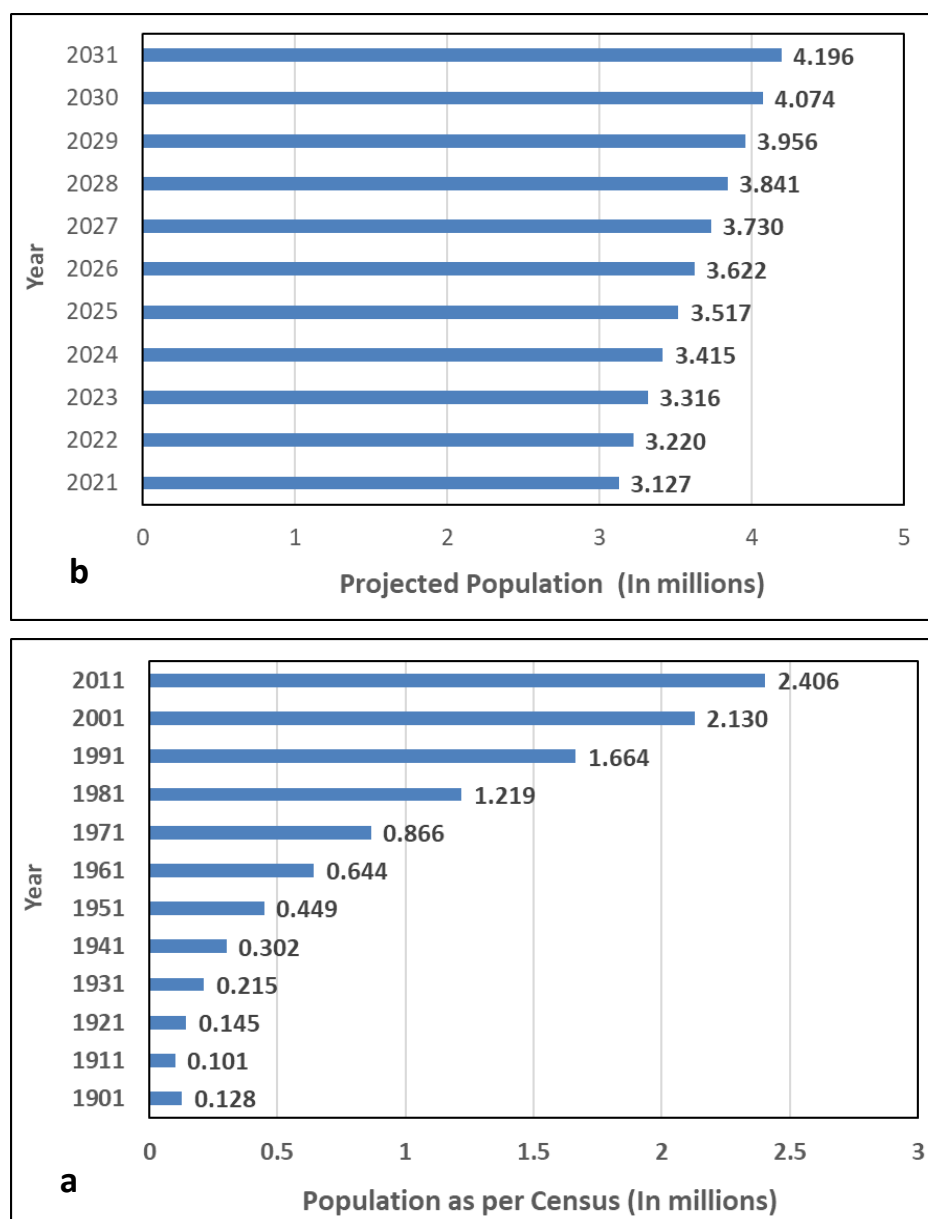 2031 4.196
2030 4.074
2029 3.956
2028 3.841
2027 3.730
2026 3.622
2025 3.517
2024 3.415
2023 3.316
2022 3.220
2021 3.127
Year
0 1 2 3 4 5
b
Projected Population (In millions)
2011 2.406
2001 2.130
1991 1.664
1981 1.219
1971 0.866
1961 0.644
1951 0.449
1941 0.302
1931 0.215
1921 0.145
1911 0.101
1901 0.128
Year
0 0.5 1 1.5 2 2.5 3
a
Population as per Census (In millions)